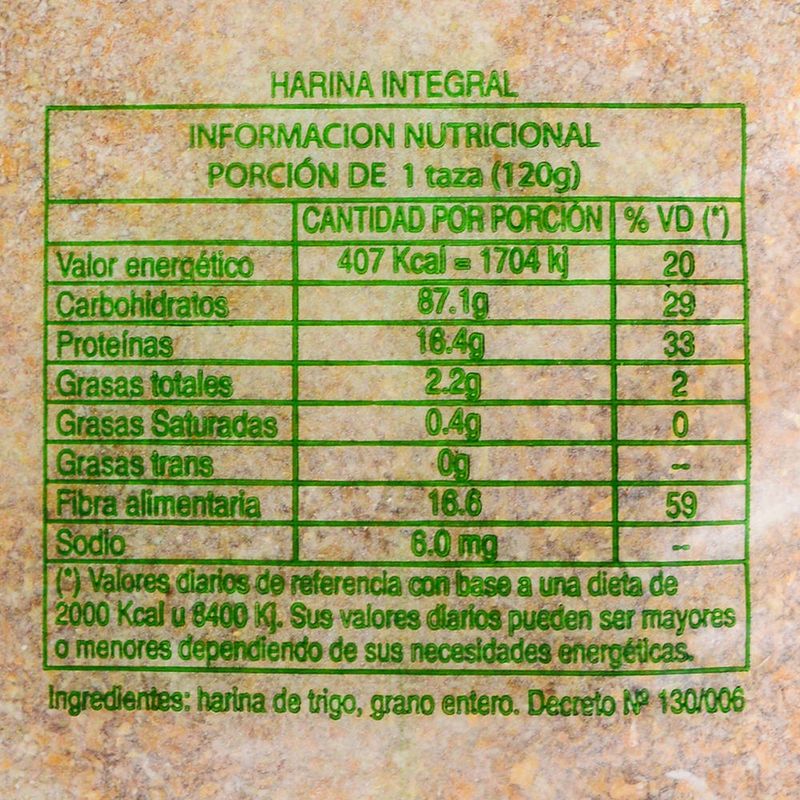 HARINA INTEGRAL
INFORMACION NUTRICIONAL
PORCIÓN DE 1 taza (120g)
CANTIDAD POR PORCIÓN % VD (*)
Valor energético 407 Kcal = 1704 kj 20
Carbohidratos 87.1g 29
Proteínas 16.4g 33
Grasas totales 2.2g 2
Grasas Saturadas 0.4g 0
Grasas trans 0g --
Fibra alimentaria 16.6 59
Sodio 6.0 mg --
(*) Valores diarios de referencia con base a una dieta de
2000 Kcal u 8400 Kj. Sus valores diarios pueden ser mayores
o menores dependiendo de sus necesidades energéticas.
Ingredientes: harina de trigo, grano entero. Decreto Nº 130/006